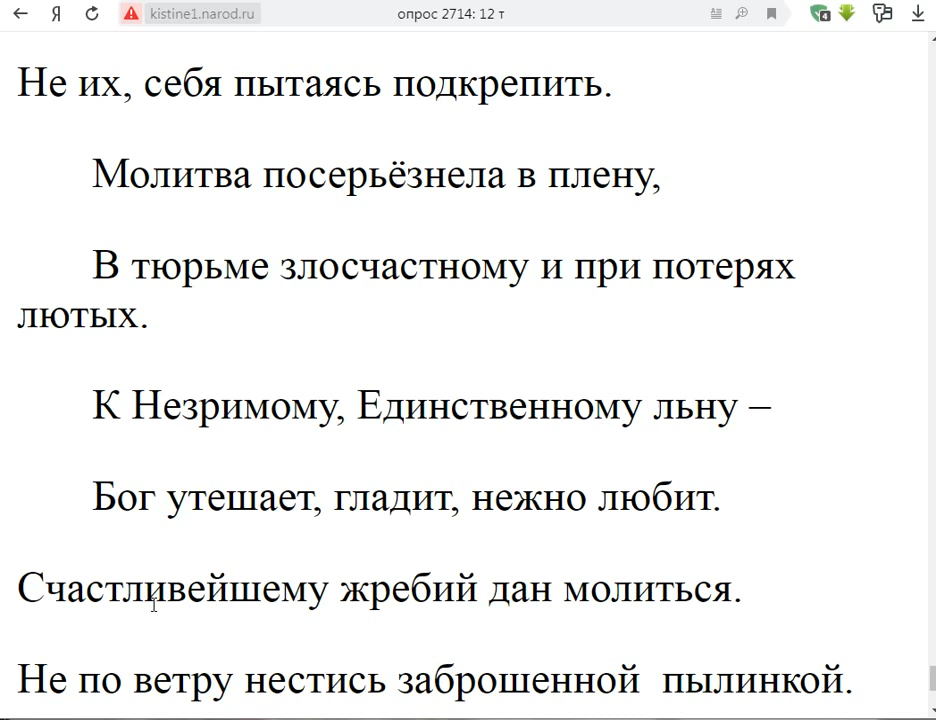 Я kistine1.narod.ru опрос 2714: 12 т 4
Не их, себя пытаясь подкрепить.
Молитва посерьёзнела в плену,
В тюрьме злосчастному и при потерях
лютых.
К Незримому, Единственному льну –
Бог утешает, гладит, нежно любит.
Счастливейшему жребий дан молиться.
Не по ветру нестись заброшенной пылинкой.